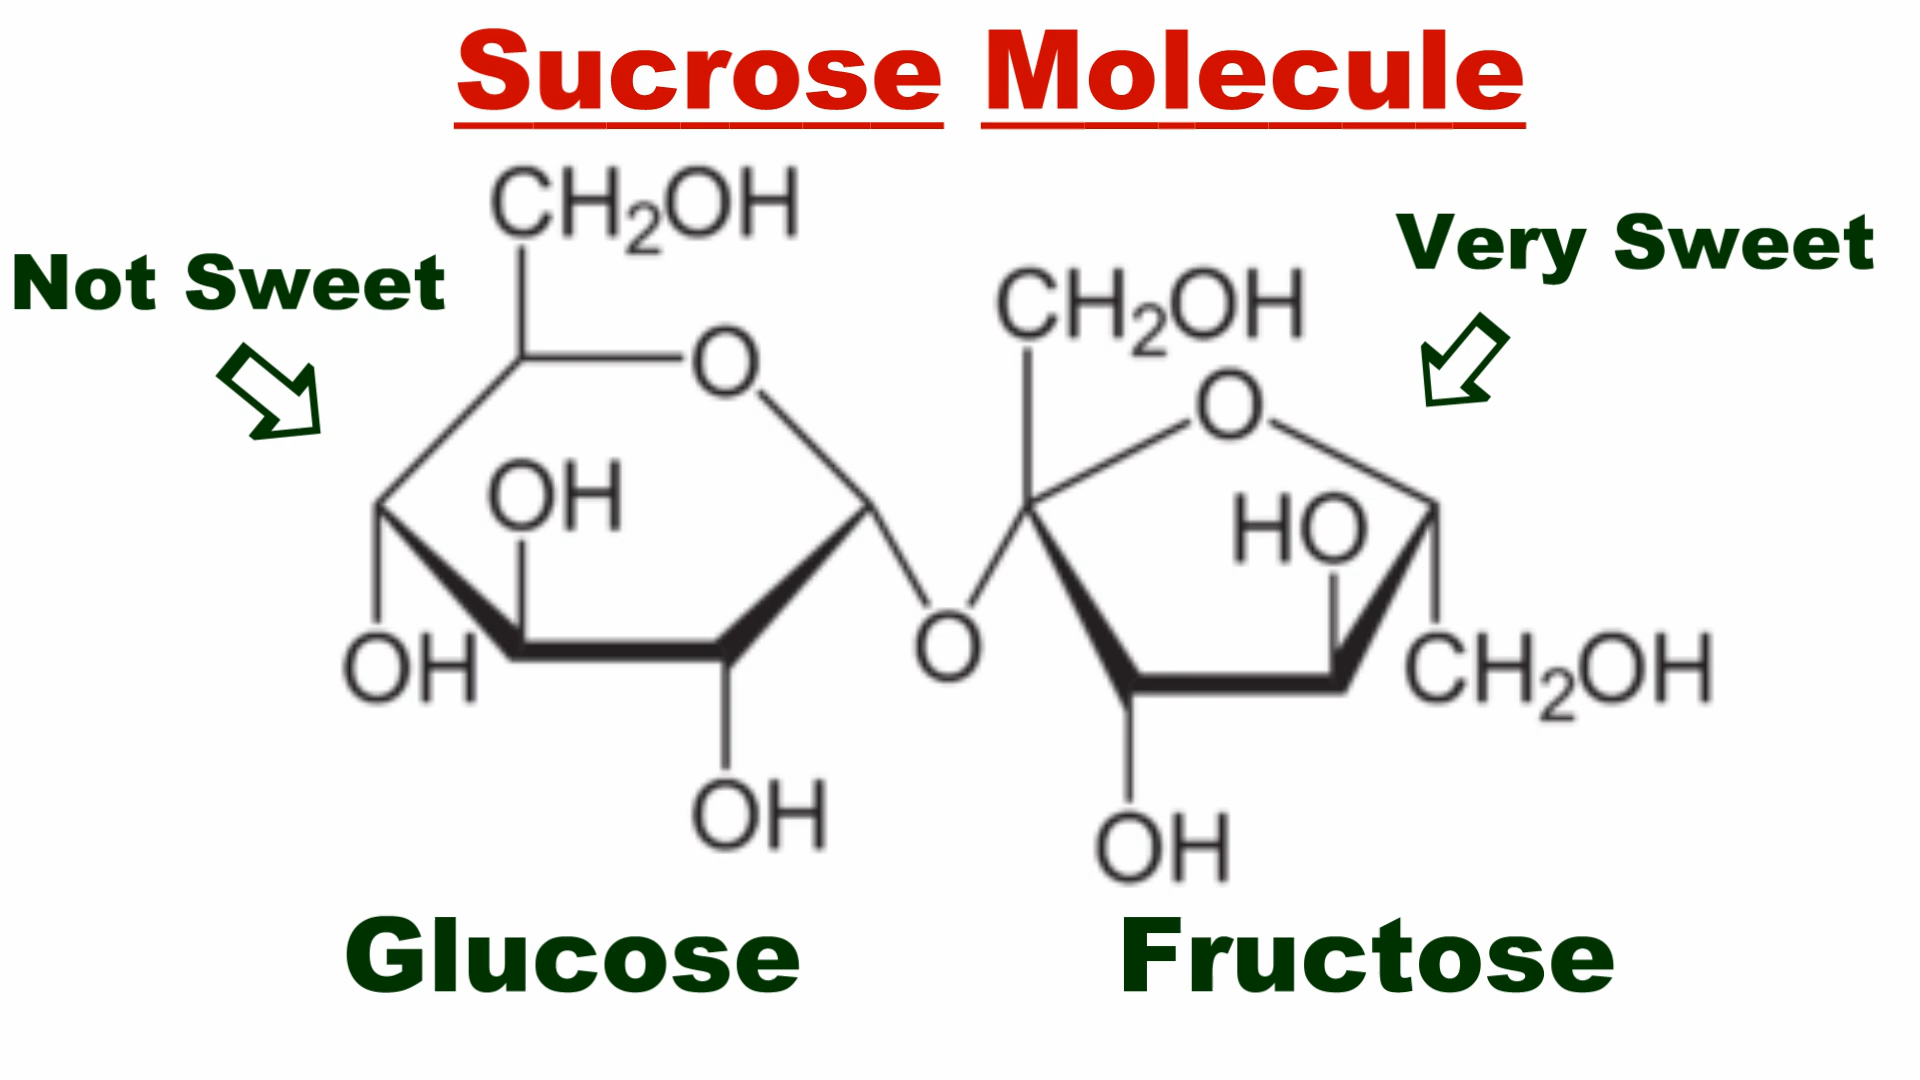 Sucrose Molecule
CH₂OH
Very Sweet
Not Sweet
CH₂OH
O
O
OH
HO
O
OH
CH₂OH
OH
OH
Glucose
Fructose